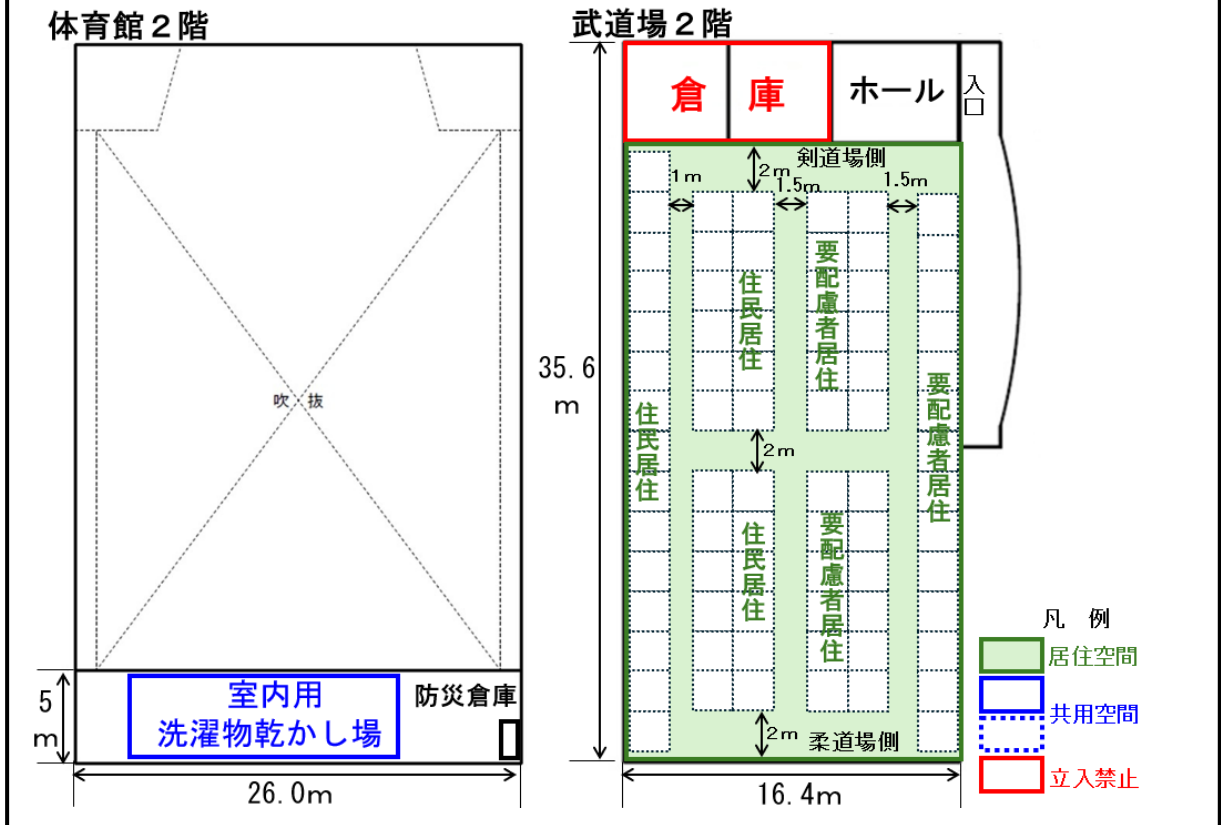 体育館２階
吹 抜
室内用
洗濯物乾かし場
防災倉庫
5
m
26.0m
武道場２階
倉 庫
ホール
入口
剣道場側
2m
1m
1.5m
1.5m
住民居住
要配慮者居住
35.6
m
住民居住
要配慮者居住
2m
住民居住
要配慮者居住
2m
柔道場側
16.4m
凡 例
居住空間
共用空間
立入禁止